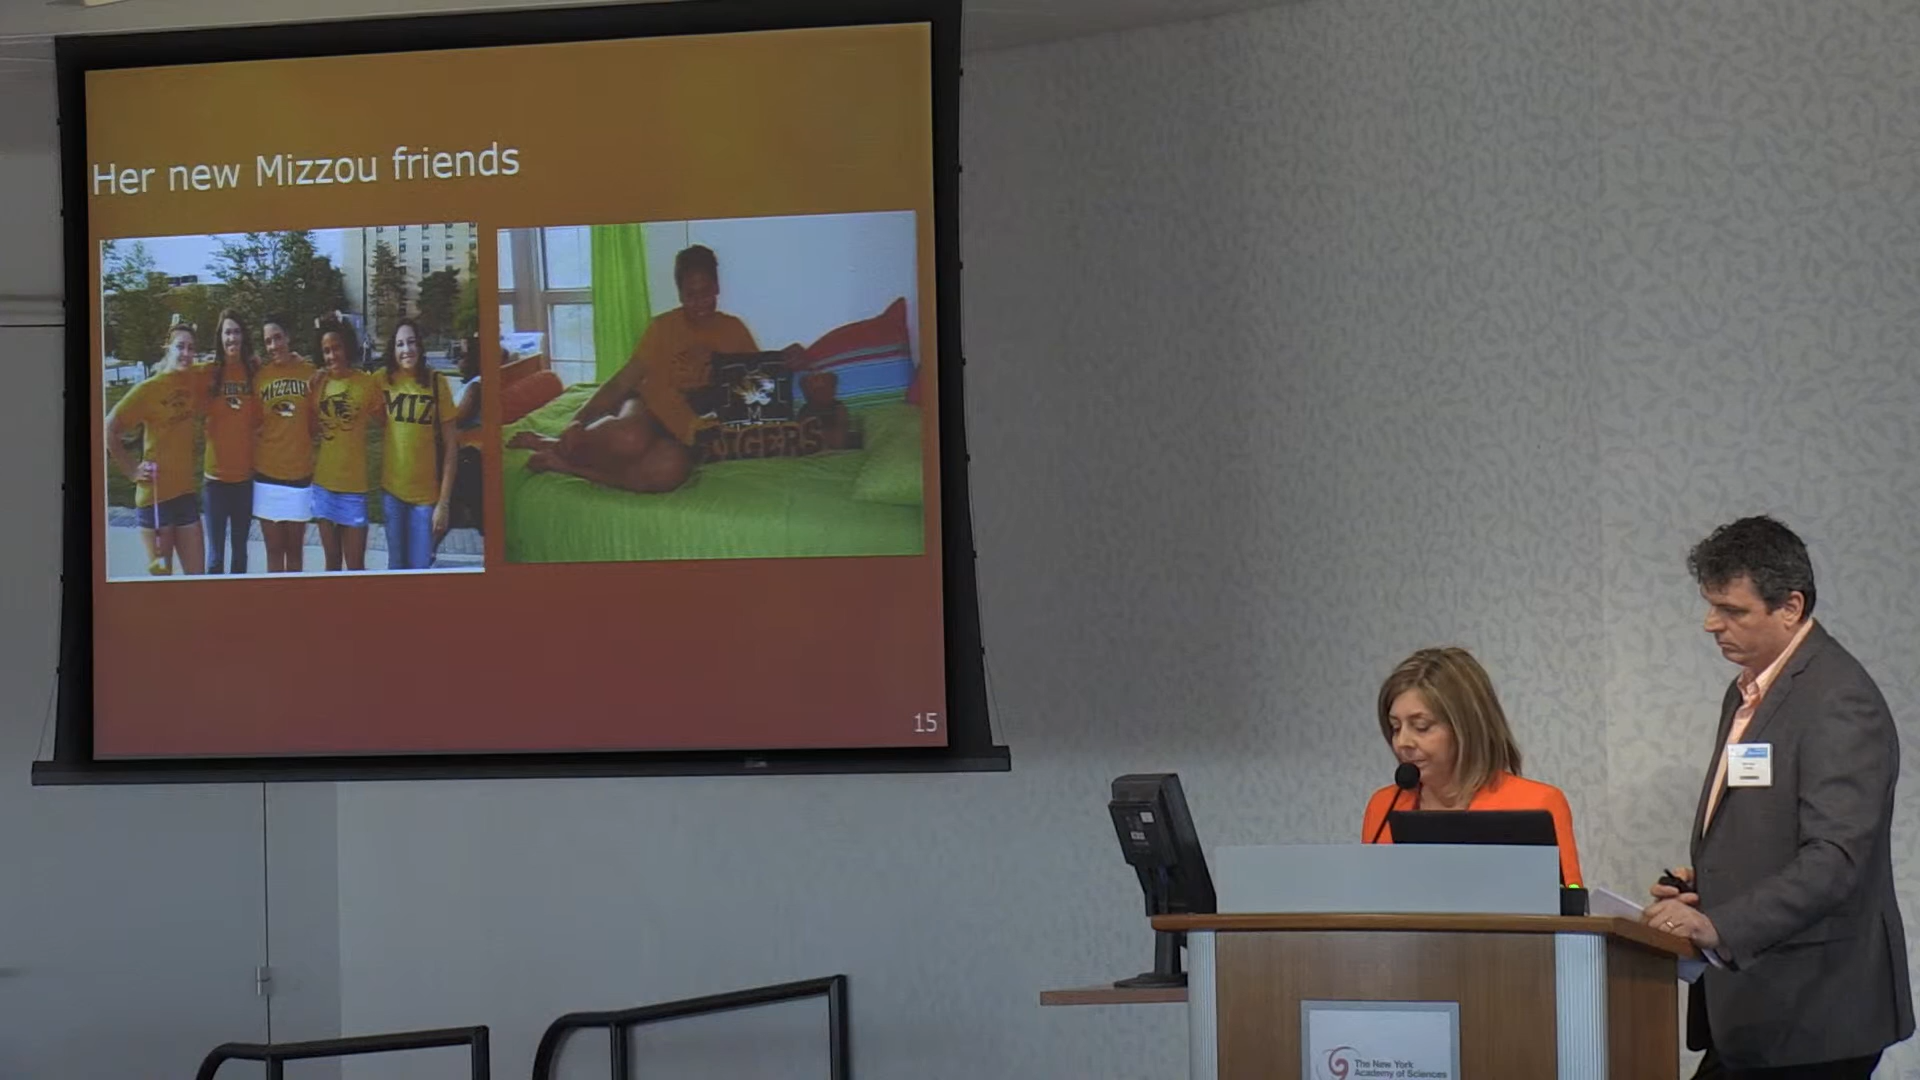 Her new Mizzou friends
MIZZOU
MIZ
TIGERS
15
The New York
Academy of Sciences